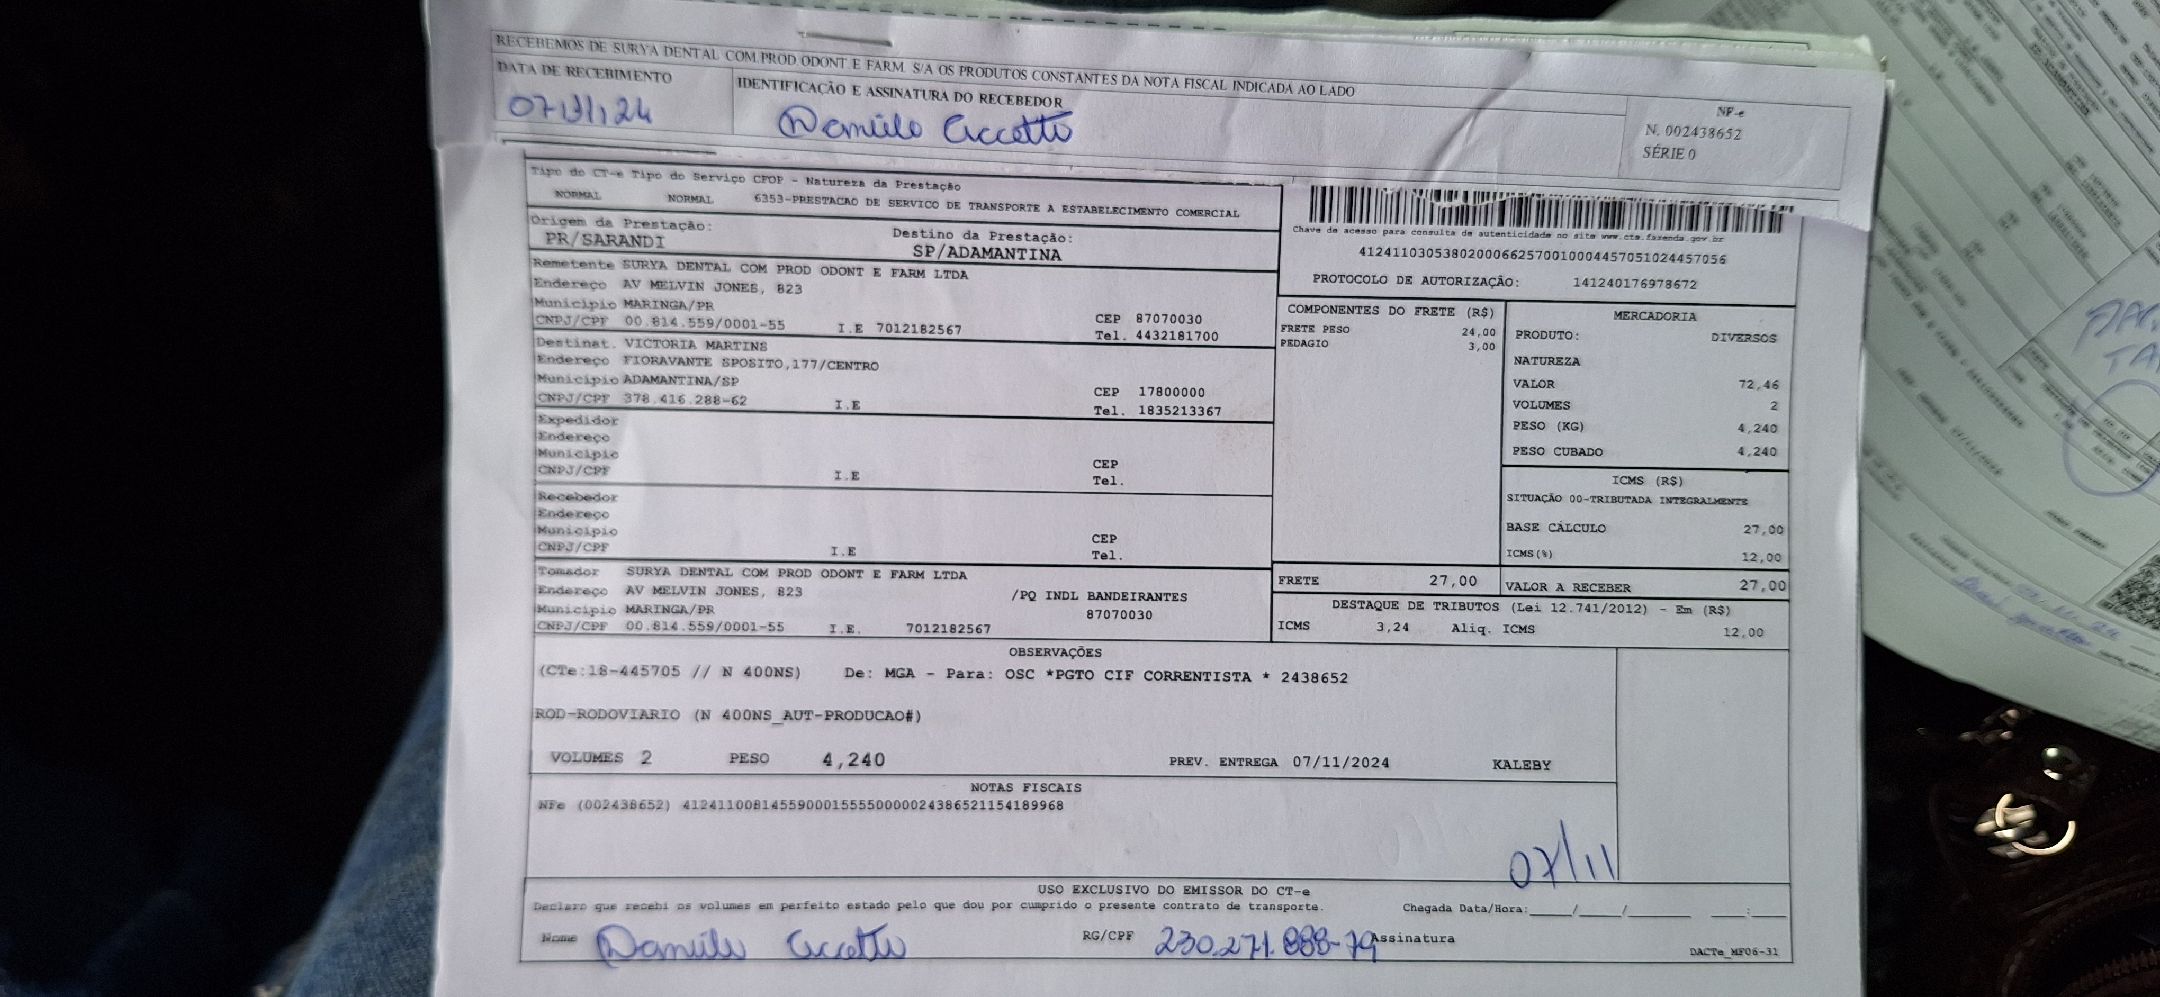 RECEBEMOS DE SURYA DENTAL COM.PROD ODONT E FARM. S/A OS PRODUTOS CONSTANTES DA NOTA FISCAL INDICADA AO LADO
DATA DE RECEBIMENTO IDENTIFICAÇÃO E ASSINATURA DO RECEBEDOR
NF-e
07/11/24
N. 002438652
SÉRIE 0
Tipo do CT-e Tipo do Serviço CFOP - Natureza da Prestação
NORMAL NORMAL 6353-PRESTACAO DE SERVICO DE TRANSPORTE A ESTABELECIMENTO COMERCIAL
Origem da Prestação: Destino da Prestação:
PR/SARANDI SP/ADAMANTINA
Chave de acesso para consulta de autenticidade no site www.cte.fazenda.gov.br
41241103053802000662570010004457051024457056
PROTOCOLO DE AUTORIZAÇÃO: 141240176978672
Remetente SURYA DENTAL COM PROD ODONT E FARM LTDA
Endereço AV MELVIN JONES, 823
Município MARINGA/PR CEP 87070030
CNPJ/CPF 00.814.559/0001-55 I.E 7012182567 Tel. 4432181700
Destinat. VICTORIA MARTINS
Endereço FIORAVANTE SPOSITO,177/CENTRO
Município ADAMANTINA/SP CEP 17800000
CNPJ/CPF 378.416.288-62 I.E Tel. 1835213367
Expedidor
Endereço
Município CEP
CNPJ/CPF I.E Tel.
Recebedor
Endereço
Município CEP
CNPJ/CPF I.E Tel.
Tomador SURYA DENTAL COM PROD ODONT E FARM LTDA
Endereço AV MELVIN JONES, 823 /PQ INDL BANDEIRANTES
Município MARINGA/PR 87070030
CNPJ/CPF 00.814.559/0001-55 I.E. 7012182567
COMPONENTES DO FRETE (R$)
FRETE PESO 24,00
PEDAGIO 3,00
MERCADORIA
PRODUTO: DIVERSOS
NATUREZA
VALOR 72,46
VOLUMES 2
PESO (KG) 4,240
PESO CUBADO 4,240
ICMS (R$)
SITUAÇÃO 00-TRIBUTADA INTEGRALMENTE
BASE CÁLCULO 27,00
ICMS(%) 12,00
FRETE 27,00 VALOR A RECEBER 27,00
DESTAQUE DE TRIBUTOS (Lei 12.741/2012) - Em (R$)
ICMS 3,24 Aliq. ICMS 12,00
OBSERVAÇÕES
(CTe:18-445705 // N 400NS) De: MGA - Para: OSC *PGTO CIF CORRENTISTA * 2438652
ROD-RODOVIARIO (N 400NS_AUT-PRODUCAO#)
VOLUMES 2 PESO 4,240 PREV. ENTREGA 07/11/2024 KALEBY
NOTAS FISCAIS
NFe (002438652) 41241100814559000155550000024386521154189968
07/11
USO EXCLUSIVO DO EMISSOR DO CT-e
Declaro que recebi os volumes em perfeito estado pelo que dou por cumprido o presente contrato de transporte. Chegada Data/Hora:____/____/______ ___:___
Nome RG/CPF 230.271.888-79 Assinatura
DACTe_MF06-31